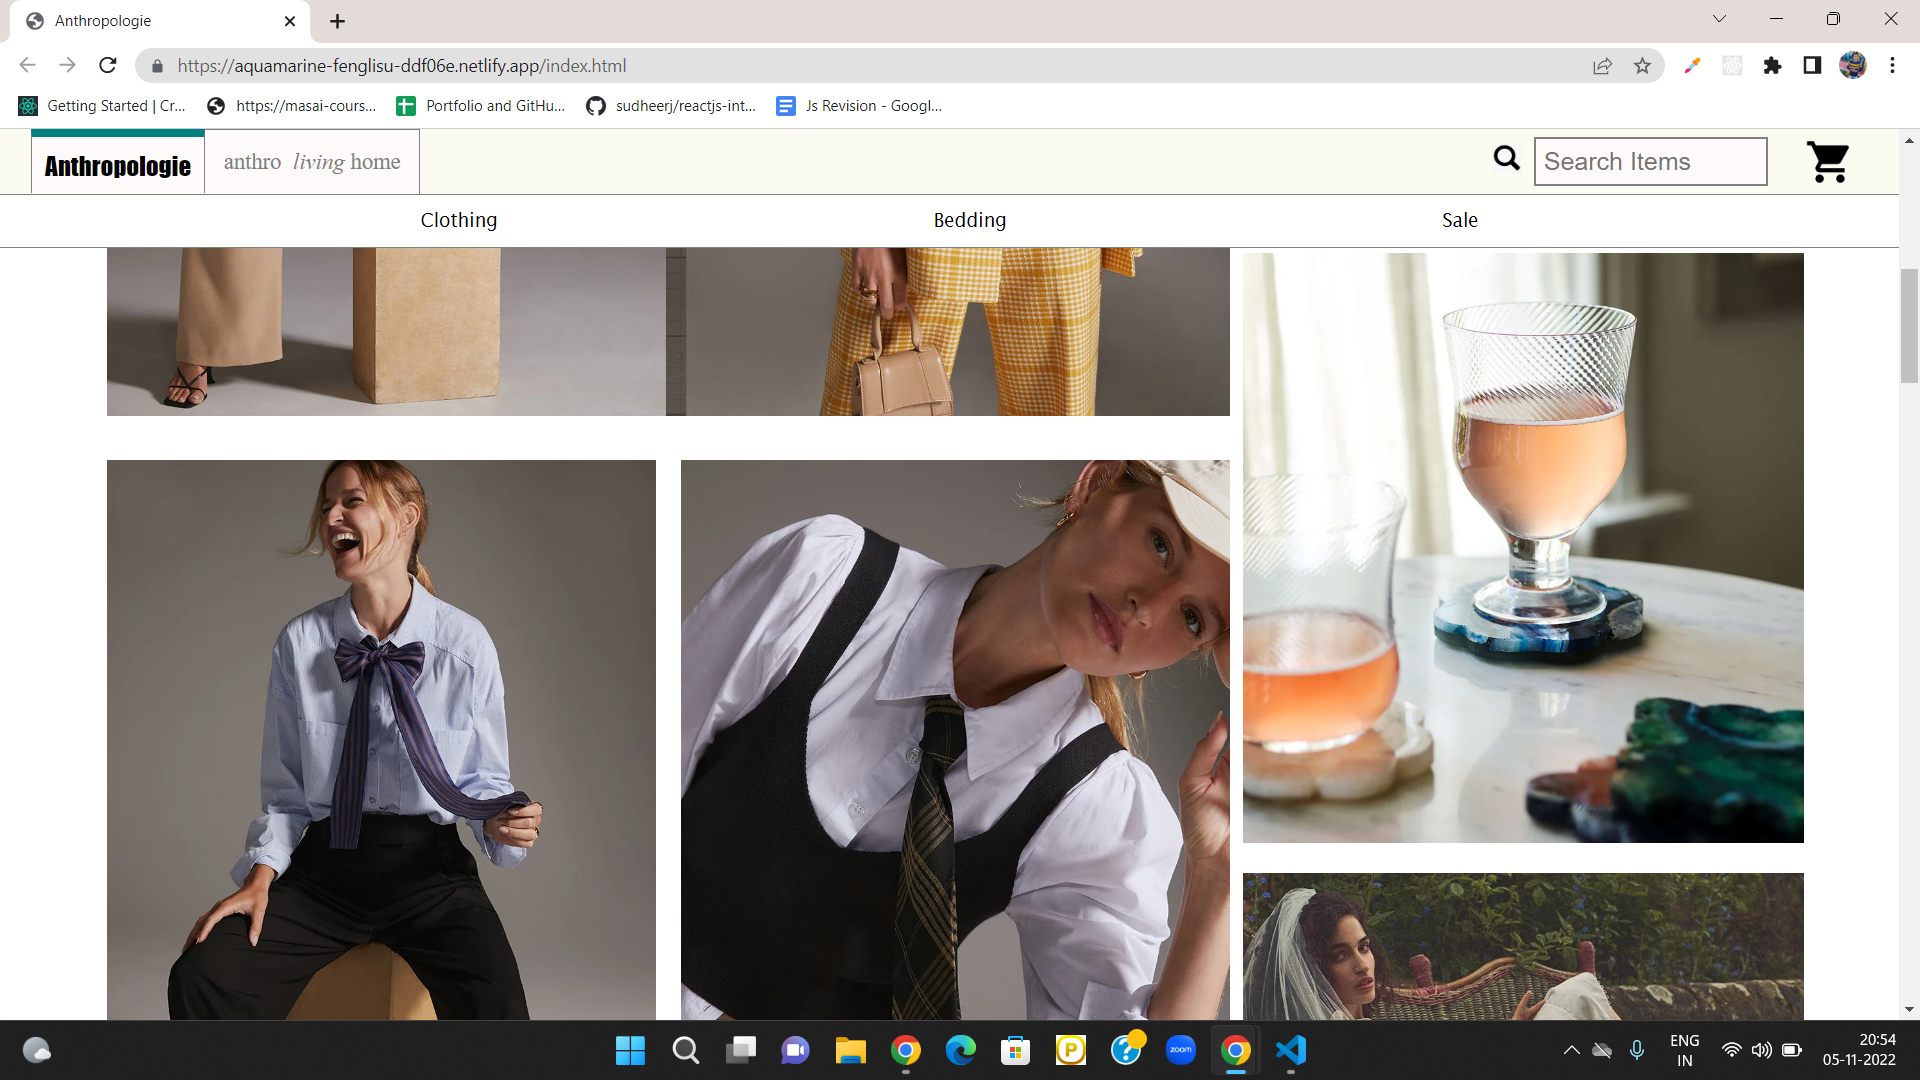 Anthropologie
https://aquamarine-fenglisu-ddf06e.netlify.app/index.html
Getting Started | Cr... https://masai-cours... Portfolio and GitHu... sudheerj/reactjs-int... Js Revision - Googl...
Anthropologie anthro living home Search Items
Clothing Bedding Sale
P ? zoom
ENG 20:54
IN 05-11-2022